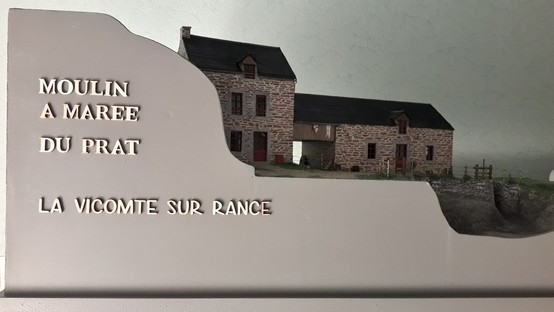 MOULIN
A MAREE
DU PRAT
LA VICOMTE SUR RANCE